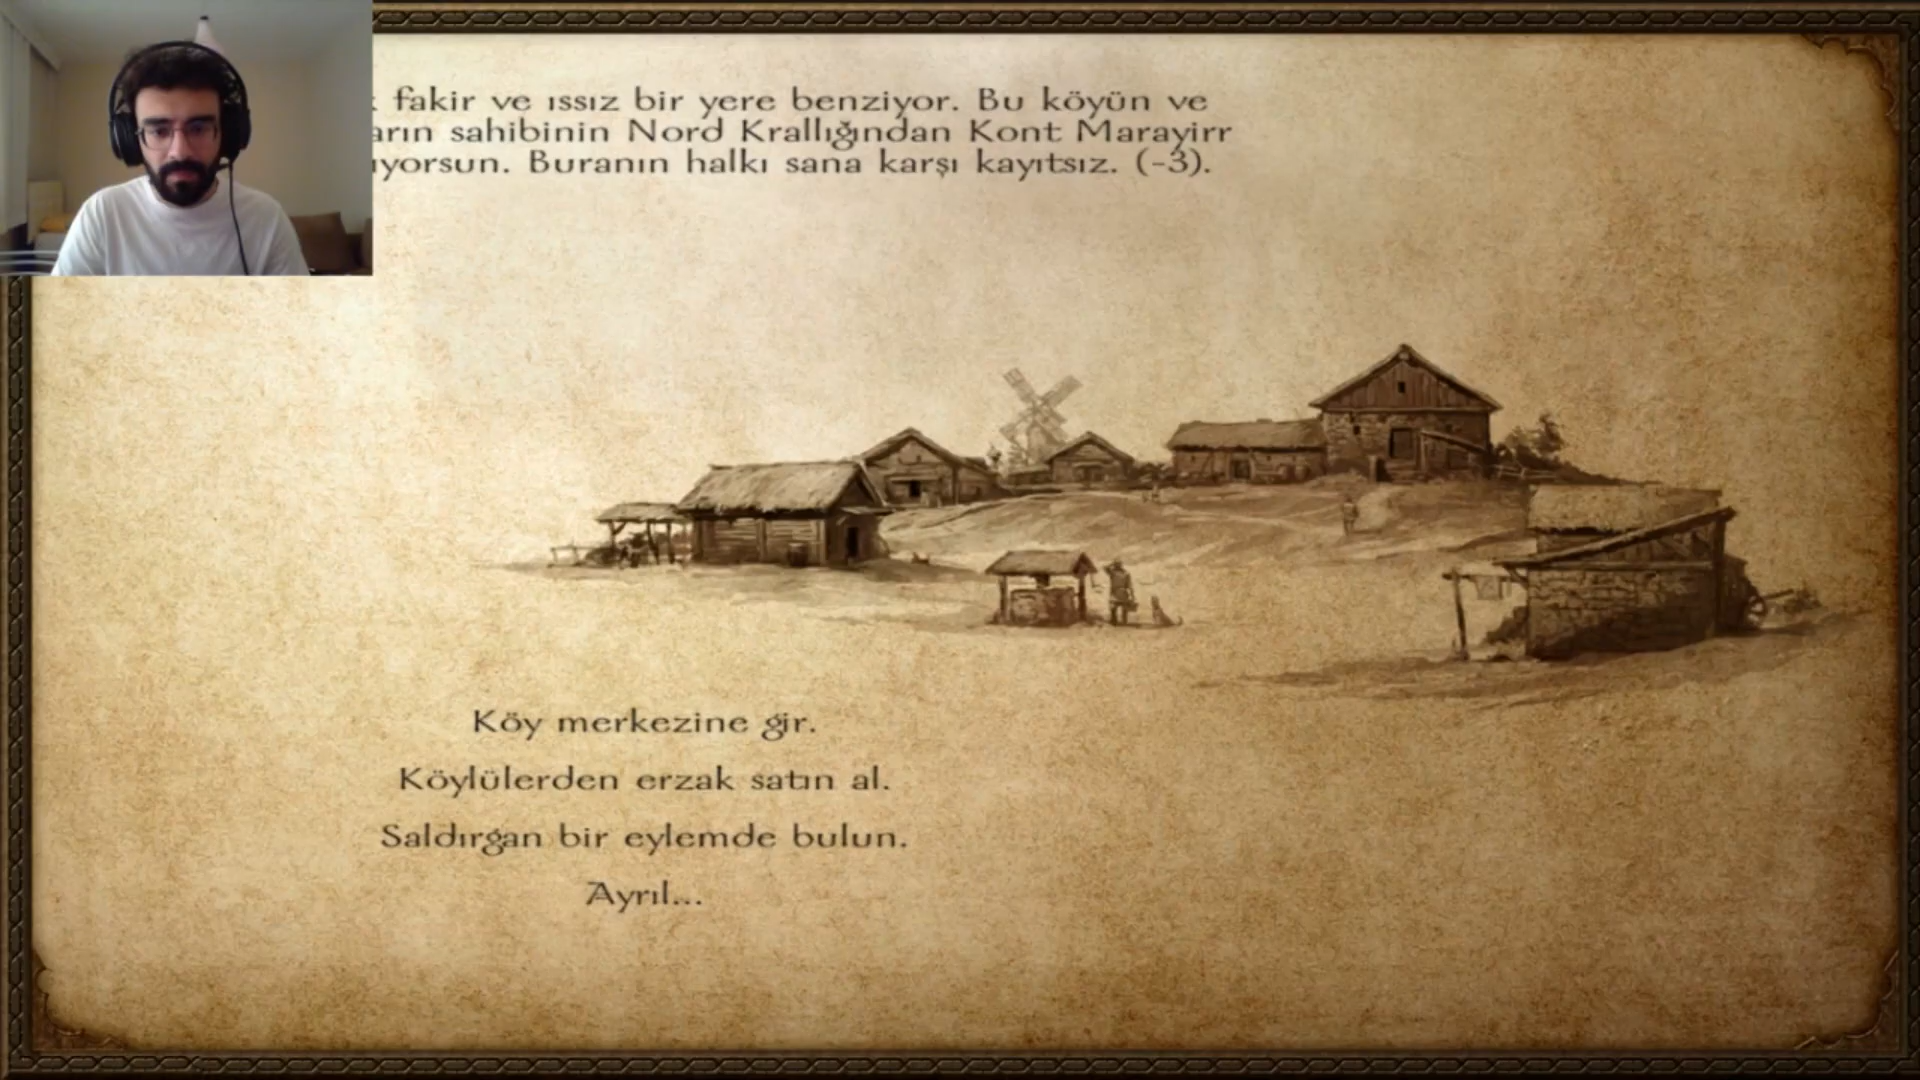 fakir ve ıssız bir yere benziyor. Bu köyün ve
sahibinin Nord Krallığından Kont Marayirr
Buranın halkı sana karşı kayıtsız. (-3).
Köy merkezine gir.
Köylülerden erzak satın al.
Saldırgan bir eylemde bulun.
Ayrıl...